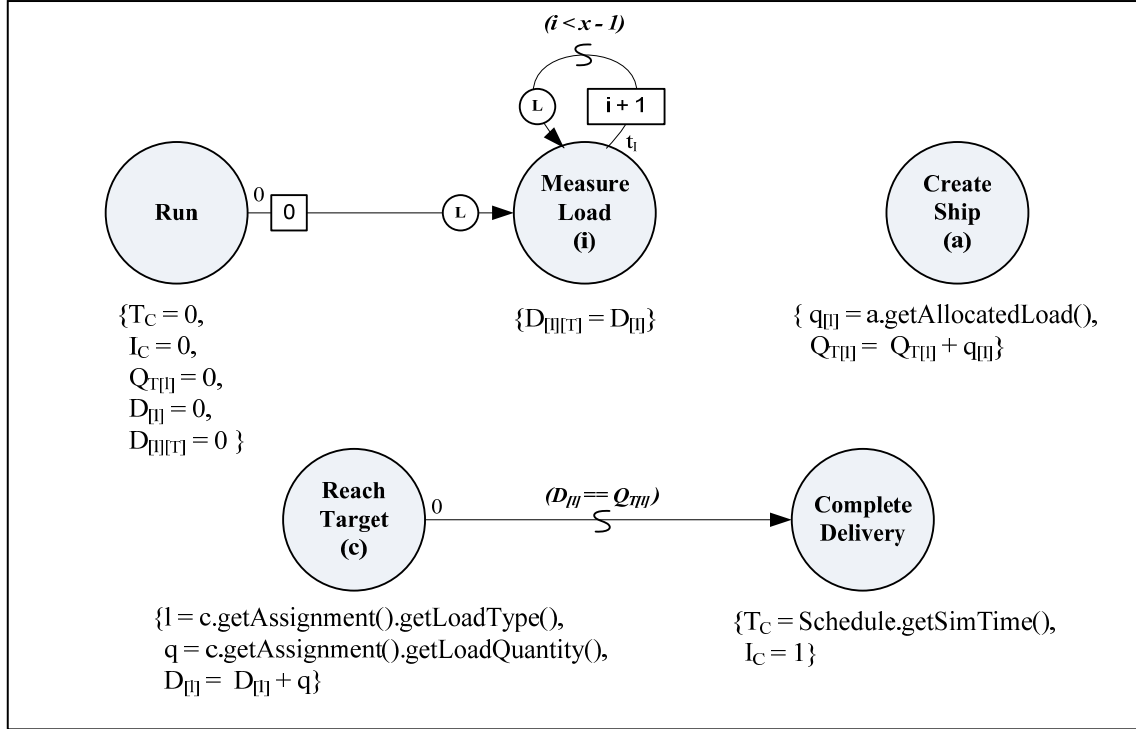 (i < x - 1)
L
i + 1
t_I
Run
0
0
L
Measure
Load
(i)
Create
Ship
(a)
{T_C = 0,
I_C = 0,
Q_T[l] = 0,
D_[l] = 0,
D_[l][T] = 0 }
{D_[l][T] = D_[l]}
{ q_[l] = a.getAllocatedLoad(),
Q_T[l] = Q_T[l] + q_[l]}
Reach
Target
(c)
0
(D_[l] == Q_T[l])
Complete
Delivery
{l = c.getAssignment().getLoadType(),
q = c.getAssignment().getLoadQuantity(),
D_[l] = D_[l] + q}
{T_C = Schedule.getSimTime(),
I_C = 1}